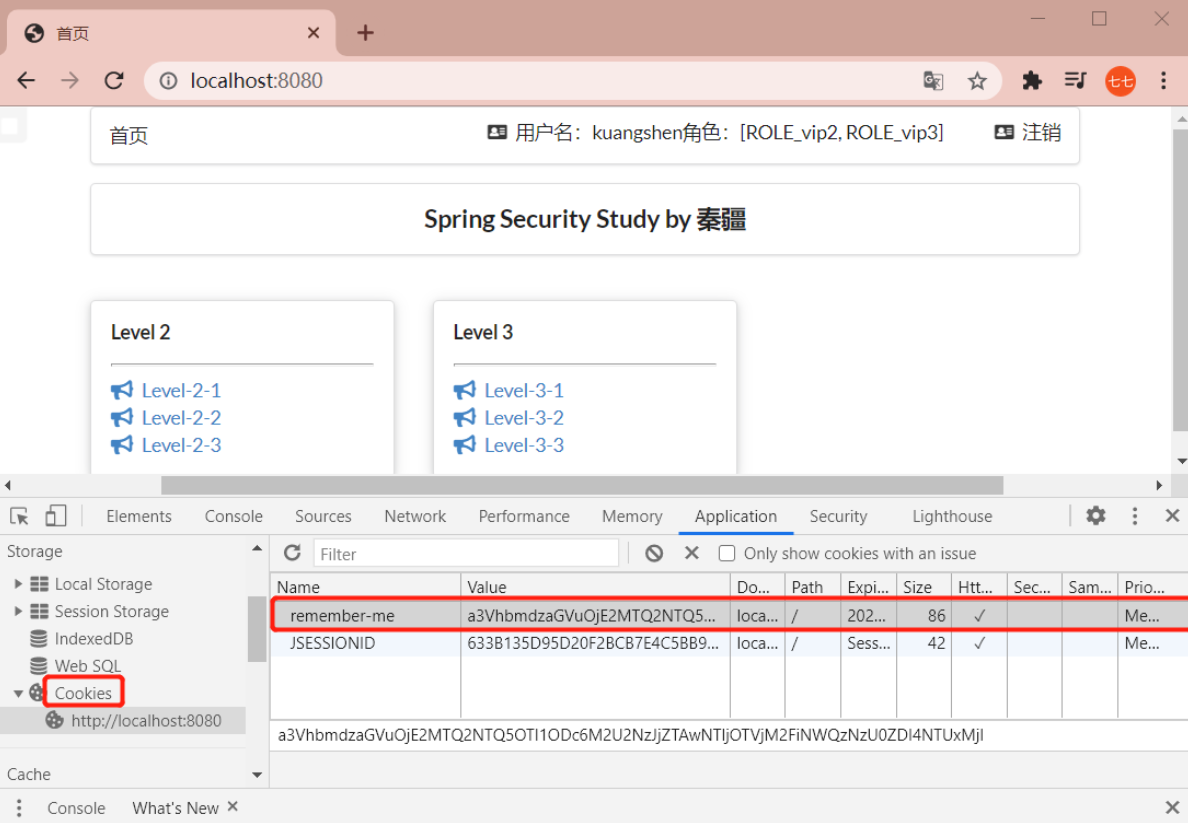 首页
localhost:8080
七七
首页
用户名：kuangshen角色：[ROLE_vip2, ROLE_vip3]
注销
Spring Security Study by 秦疆
Level 2
Level-2-1
Level-2-2
Level-2-3
Level 3
Level-3-1
Level-3-2
Level-3-3
Elements Console Sources Network Performance Memory Application Security Lighthouse
Storage
Local Storage
Session Storage
IndexedDB
Web SQL
Cookies
http://localhost:8080
Cache
Filter
Only show cookies with an issue
Name Value Do... Path Expi... Size Htt... Sec... Sam... Prio...
remember-me a3VhbmdzaGVuOjE2MTQ2NTQ5... loca... / 202... 86 ✓ Me...
JSESSIONID 633B135D95D20F2BCB7E4C5BB9... loca... / Sess... 42 ✓ Me...
a3VhbmdzaGVuOjE2MTQ2NTQ5OTI1ODc6M2U2NzJjZTAwNTIjOTVjM2FiNWQzNzU0ZDI4NTUxMjI
Console What's New